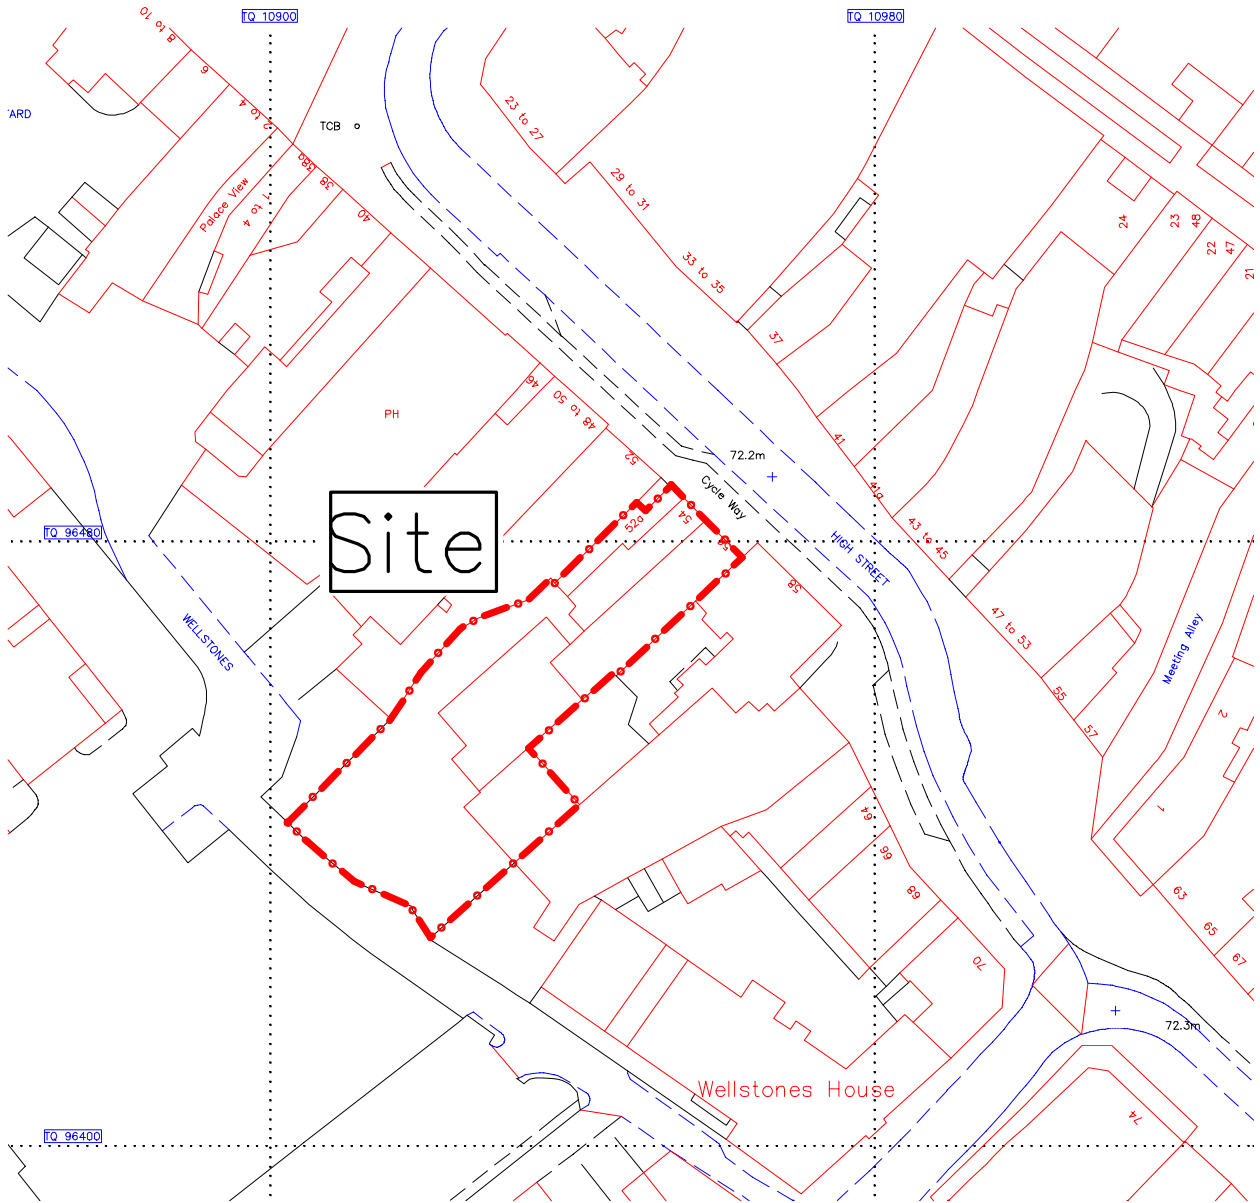 TQ 10900
TQ 10980
8 to 10
6
2 to 4
'ARD
TCB
38a
38
40
Palace View
1 to 4
23 to 27
29 to 31
33 to 35
37
24
23
48
22
47
21
PH
46
48 to 50
52
72.2m
Cycle Way
41
41a
43 to 45
HIGH STREET
TQ 96480
Site
52a
54
56
58
WELLSTONES
47 to 53
Meeting Alley
55
57
2
1
64
66
68
70
63
65
67
72.3m
Wellstones House
74
TQ 96400